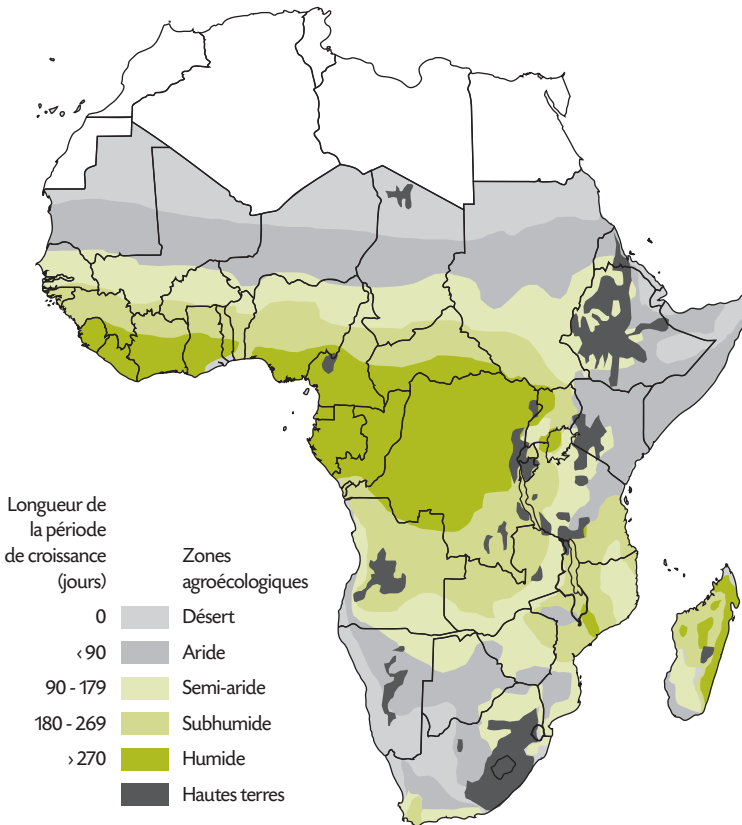 Longueur de
la période
de croissance
(jours)
Zones
agroécologiques
0 Désert
‹ 90 Aride
90 - 179 Semi-aride
180 - 269 Subhumide
› 270 Humide
Hautes terres